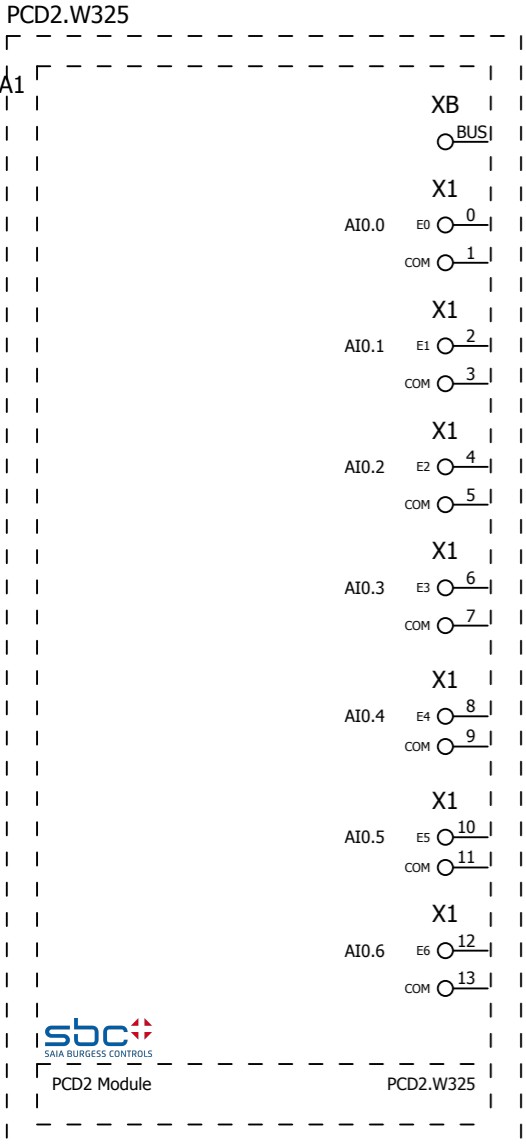 PCD2.W325
A1
XB
BUS
X1
AI0.0 E0 0
COM 1
X1
AI0.1 E1 2
COM 3
X1
AI0.2 E2 4
COM 5
X1
AI0.3 E3 6
COM 7
X1
AI0.4 E4 8
COM 9
X1
AI0.5 E5 10
COM 11
X1
AI0.6 E6 12
COM 13
sbc
SAIA BURGESS CONTROLS
PCD2 Module PCD2.W325